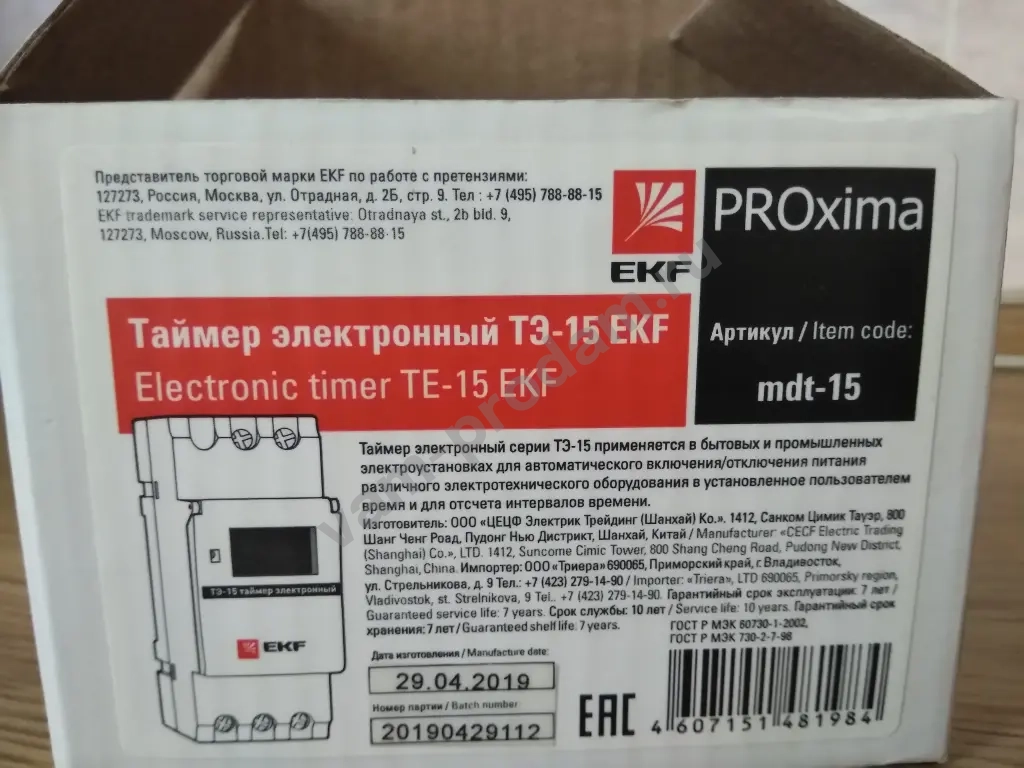 Представитель торговой марки EKF по работе с претензиями:
127273, Россия, Москва, ул. Отрадная, д. 2Б, стр. 9. Тел : +7 (495) 788-88-15
EKF trademark service representative: Otradnaya st., 2b bld. 9,
127273, Moscow, Russia.Tel: +7(495) 788-88-15
EKF
PROxima
Артикул / Item code:
mdt-15
Таймер электронный ТЭ-15 EKF
Electronic timer TE-15 EKF
Таймер электронный серии ТЭ-15 применяется в бытовых и промышленных
электроустановках для автоматического включения/отключения питания
различного электротехнического оборудования в установленное пользователем
время и для отсчета интервалов времени.
Изготовитель: ООО «ЦЕЦФ Электрик Трейдинг (Шанхай) Ко.». 1412, Санком Цимик Тауэр, 800
Шанг Ченг Роад, Пудонг Нью Дистрикт, Шанхай, Китай / Manufacturer: «CECF Electric Trading
(Shanghai) Co.», LTD. 1412, Suncome Cimic Tower, 800 Shang Cheng Road, Pudong New District,
Shanghai, China. Импортер: ООО «Триера» 690065, Приморский край, г. Владивосток,
ул. Стрельникова, д. 9 Тел.: +7 (423) 279-14-90 / Importer: «Triera», LTD 690065, Primorsky region,
Vladivostok, st. Strelnikova, 9 Tel.. +7 (423) 279-14-90. Гарантийный срок эксплуатации: 7 лет /
Guaranteed service life: 7 years. Срок службы: 10 лет / Service life: 10 years. Гарантийный срок
хранения: 7 лет / Guaranteed shelf life: 7 years.
ГОСТ Р МЭК 60730-1-2002,
ГОСТ Р МЭК 730-2-7-98
ТЭ-15 таймер электронный
EKF
Дата изготовления / Manufacture date:
29.04.2019
Номер партии / Batch number
20190429112
EAC
4 607151 481984
vam-prodam.ru